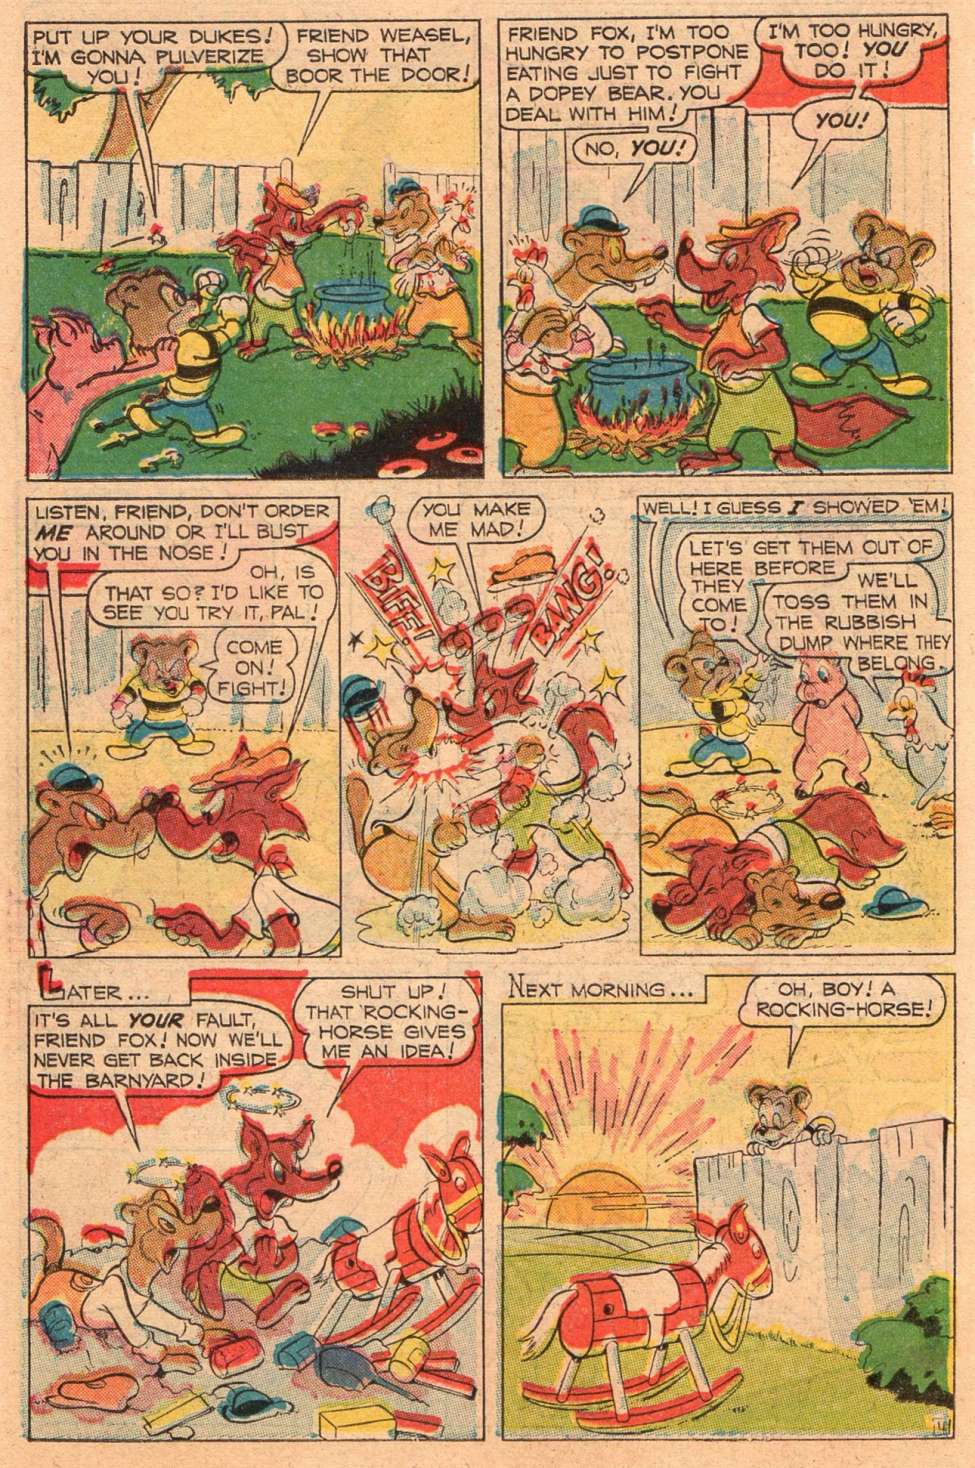 PUT UP YOUR DUKES!
I'M GONNA PULVERIZE
YOU!
FRIEND WEASEL,
SHOW THAT
BOOR THE DOOR!
FRIEND FOX, I'M TOO
HUNGRY TO POSTPONE
EATING JUST TO FIGHT
A DOPEY BEAR. YOU
DEAL WITH HIM!
I'M TOO HUNGRY,
TOO! YOU
DO IT!
NO, YOU!
YOU!
LISTEN, FRIEND, DON'T ORDER
ME AROUND OR I'LL BUST
YOU IN THE NOSE!
OH, IS
THAT SO? I'D LIKE TO
SEE YOU TRY IT, PAL!
COME
ON!
FIGHT!
YOU MAKE
ME MAD!
BIFF!
BANG!
WELL! I GUESS I SHOWED 'EM!
LET'S GET THEM OUT OF
HERE BEFORE
THEY
COME
TO!
WE'LL
TOSS THEM IN
THE RUBBISH
DUMP WHERE THEY
BELONG.
LATER...
IT'S ALL YOUR FAULT,
FRIEND FOX! NOW WE'LL
NEVER GET BACK INSIDE
THE BARNYARD!
SHUT UP!
THAT ROCKING-
HORSE GIVES
ME AN IDEA!
NEXT MORNING...
OH, BOY! A
ROCKING-HORSE!